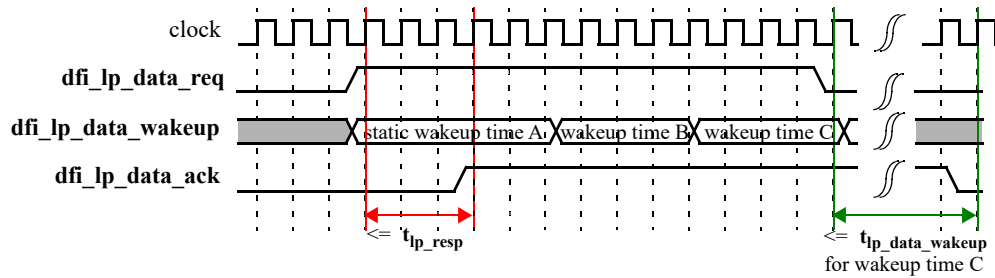 clock
dfi_lp_data_req
dfi_lp_data_wakeup static wakeup time A wakeup time B wakeup time C
dfi_lp_data_ack
<= tlp_resp <= tlp_data_wakeup
for wakeup time C